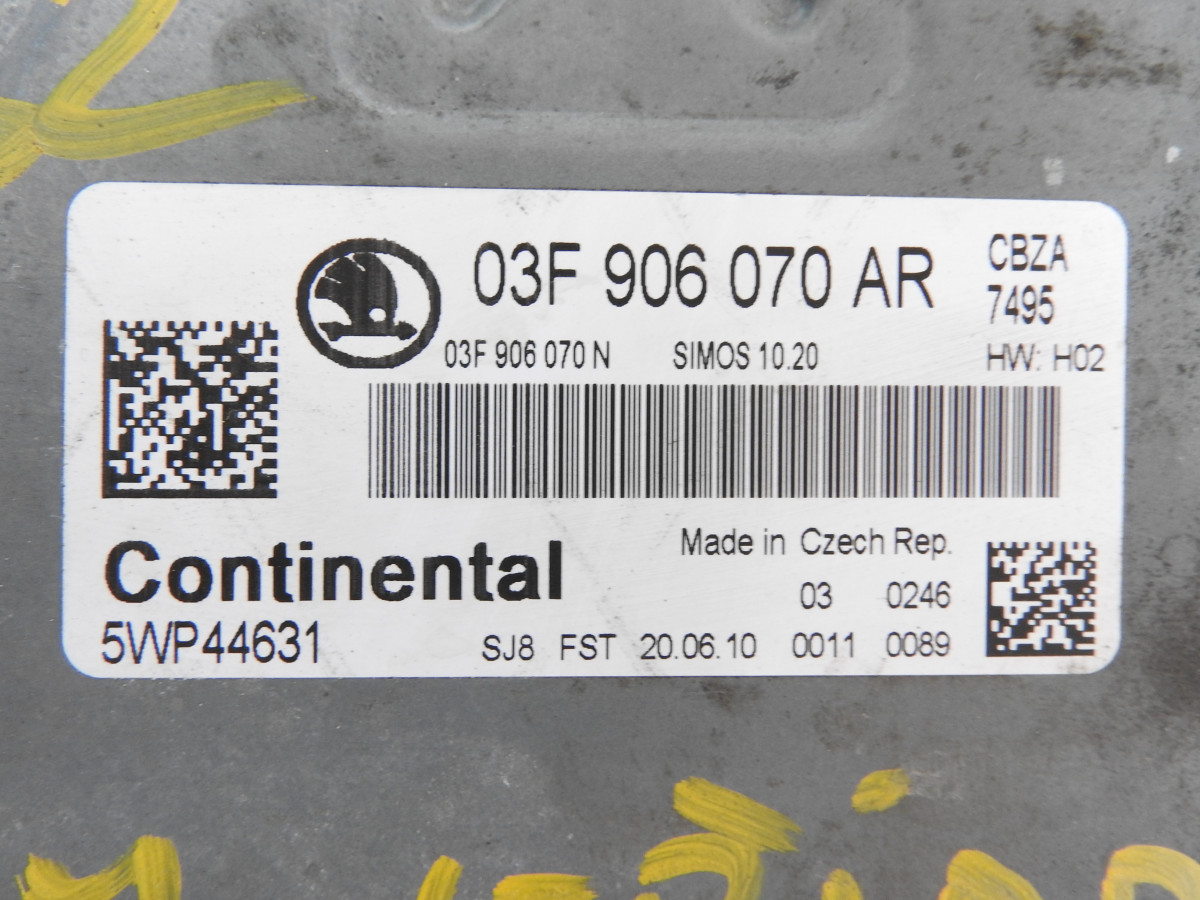 03F 906 070 AR
CBZA
7495
03F 906 070 N SIMOS 10.20 HW: H02
Continental
Made in Czech Rep.
03 0246
5WP44631 SJ8 FST 20.06.10 0011 0089